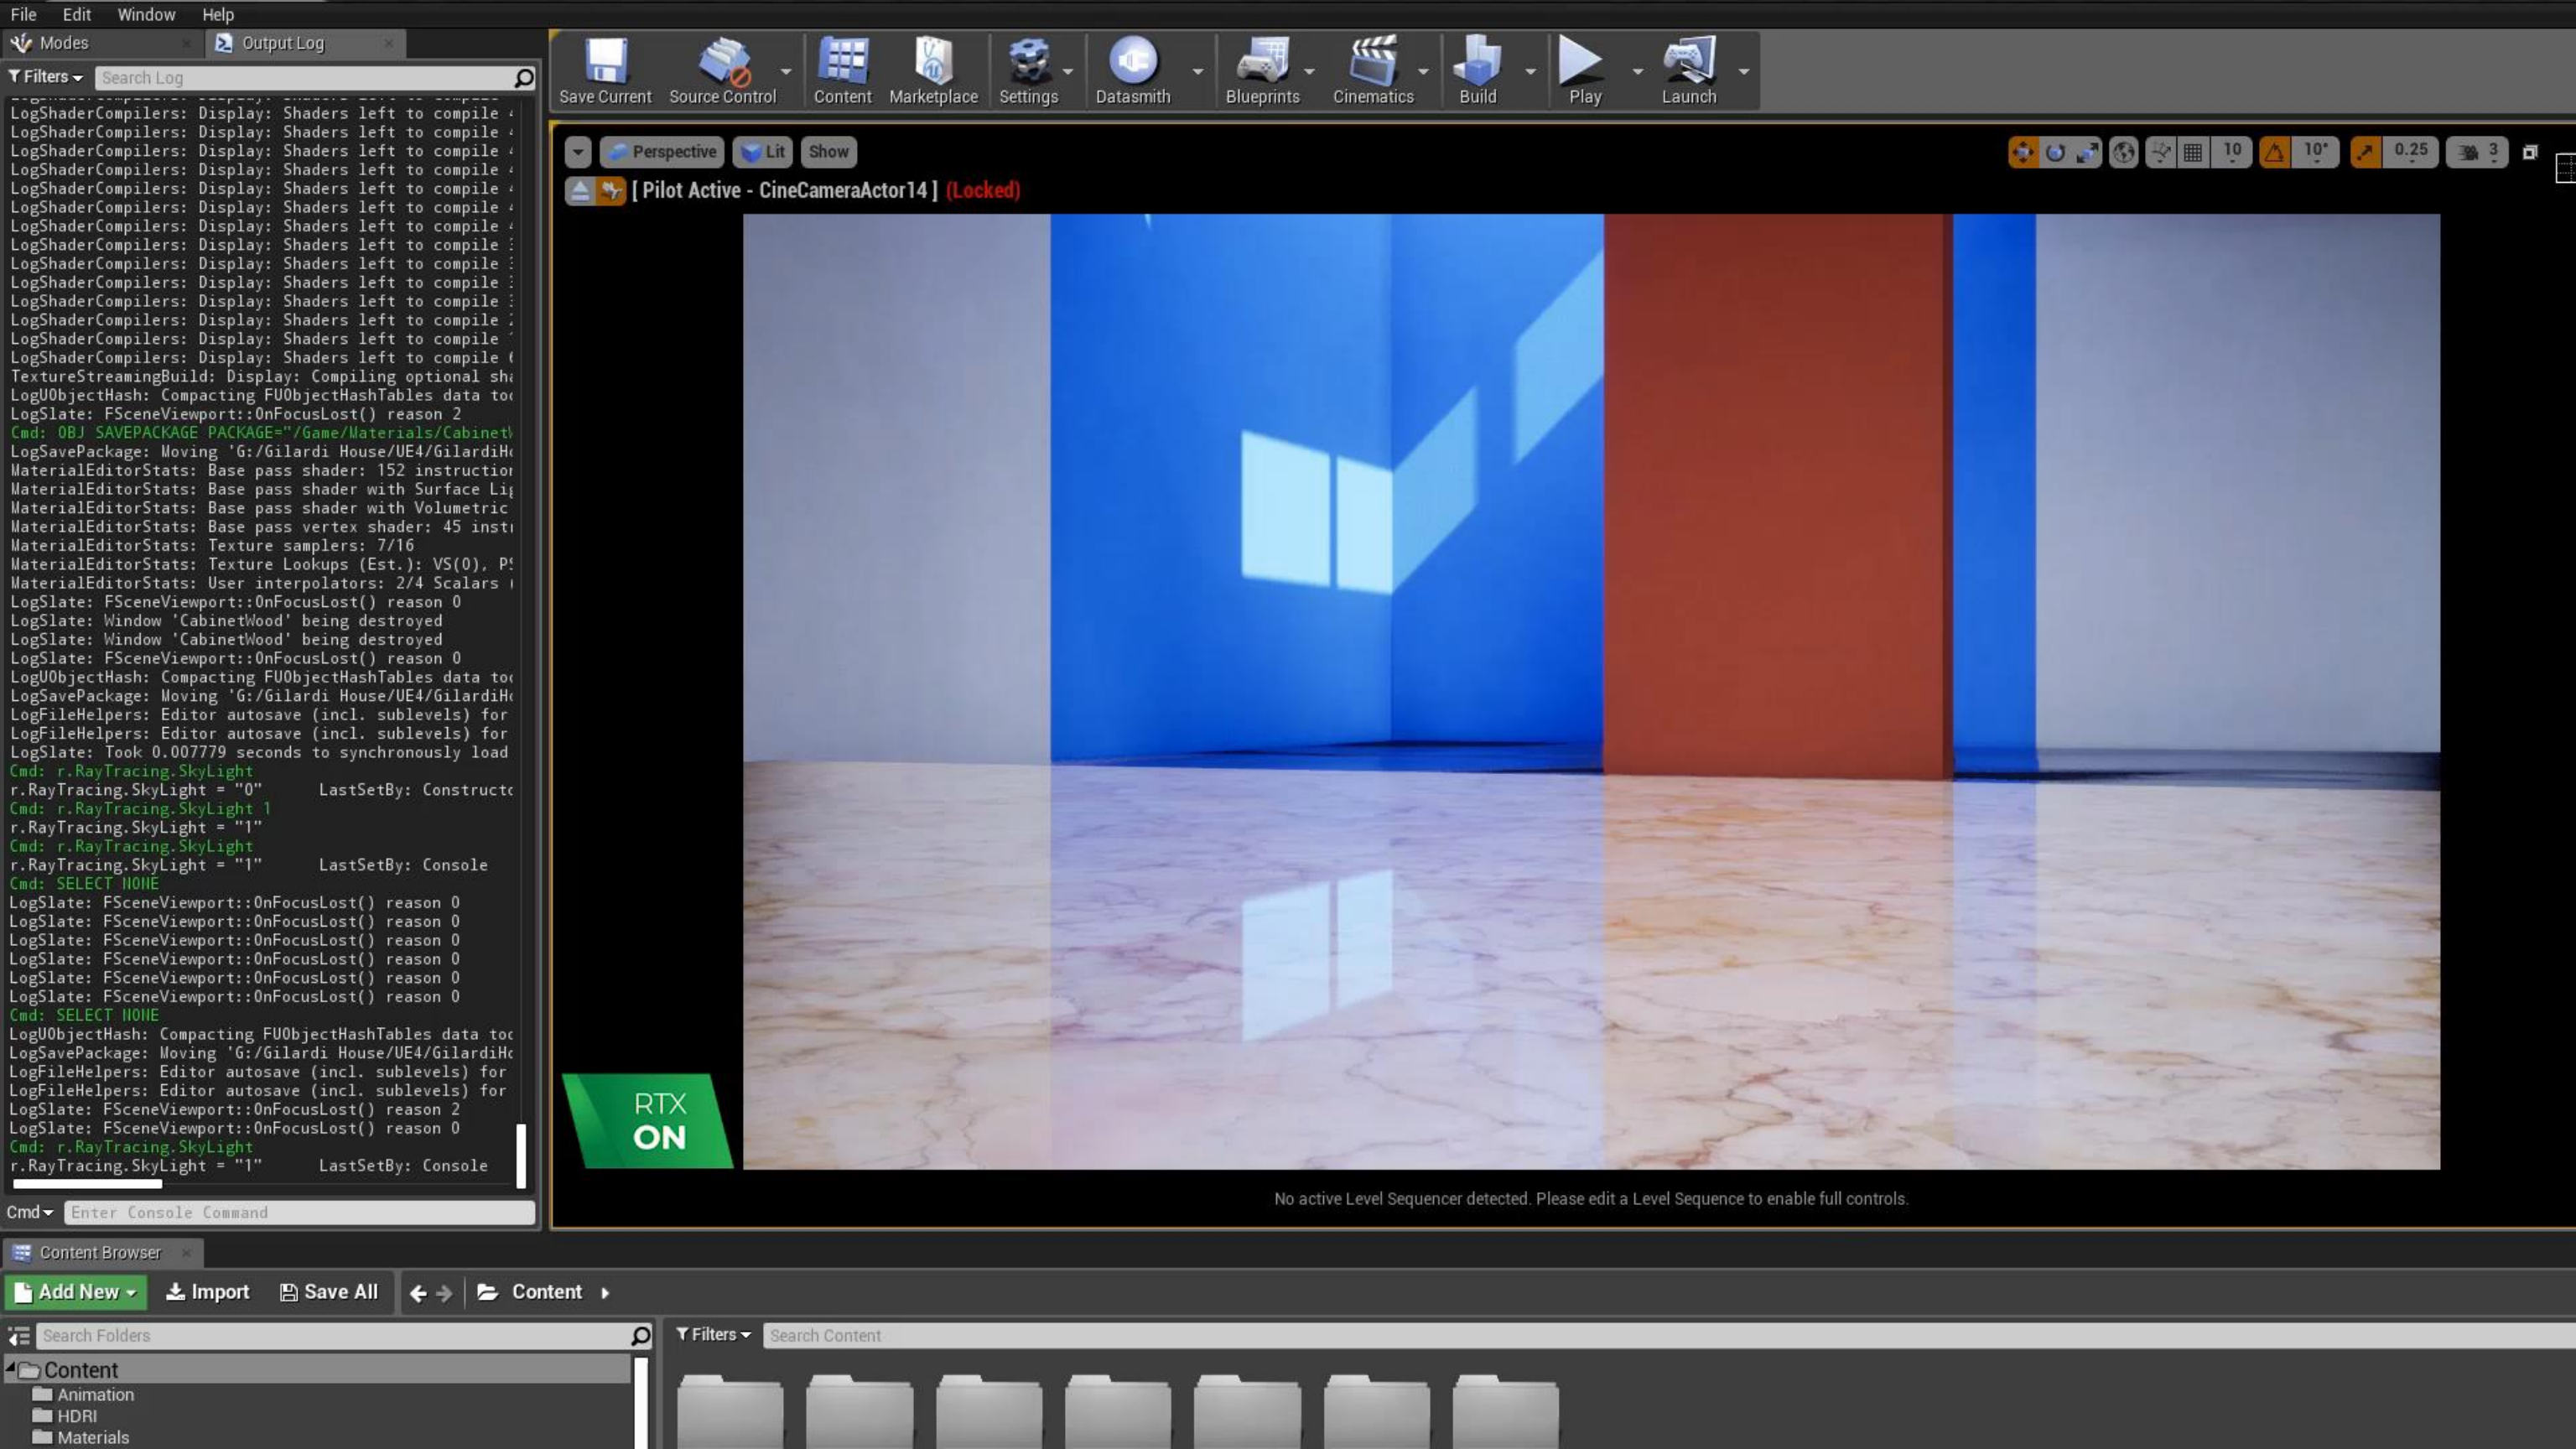 File Edit Window Help
Modes Output Log
Filters Search Log
LogShaderCompilers: Display: Shaders left to compile
LogShaderCompilers: Display: Shaders left to compile
LogShaderCompilers: Display: Shaders left to compile
LogShaderCompilers: Display: Shaders left to compile
LogShaderCompilers: Display: Shaders left to compile
LogShaderCompilers: Display: Shaders left to compile
LogShaderCompilers: Display: Shaders left to compile
LogShaderCompilers: Display: Shaders left to compile
LogShaderCompilers: Display: Shaders left to compile
LogShaderCompilers: Display: Shaders left to compile
LogShaderCompilers: Display: Shaders left to compile
LogShaderCompilers: Display: Shaders left to compile
LogShaderCompilers: Display: Shaders left to compile
LogShaderCompilers: Display: Shaders left to compile
TextureStreamingBuild: Display: Compiling optional sha
LogUObjectHash: Compacting FUObjectHashTables data too
LogSlate: FSceneViewport::OnFocusLost() reason 2
Cmd: OBJ SAVEPACKAGE PACKAGE="/Game/Materials/Cabinet
LogSavePackage: Moving 'G:/Gilardi House/UE4/GilardiHo
MaterialEditorStats: Base pass shader: 152 instruction
MaterialEditorStats: Base pass shader with Surface Lig
MaterialEditorStats: Base pass shader with Volumetric
MaterialEditorStats: Base pass vertex shader: 45 instr
MaterialEditorStats: Texture samplers: 7/16
MaterialEditorStats: Texture Lookups (Est.): VS(0), PS
MaterialEditorStats: User interpolators: 2/4 Scalars (
LogSlate: FSceneViewport::OnFocusLost() reason 0
LogSlate: Window 'CabinetWood' being destroyed
LogSlate: Window 'CabinetWood' being destroyed
LogSlate: FSceneViewport::OnFocusLost() reason 0
LogUObjectHash: Compacting FUObjectHashTables data too
LogSavePackage: Moving 'G:/Gilardi House/UE4/GilardiHo
LogFileHelpers: Editor autosave (incl. sublevels) for
LogFileHelpers: Editor autosave (incl. sublevels) for
LogSlate: Took 0.007779 seconds to synchronously load
Cmd: r.RayTracing.SkyLight
r.RayTracing.SkyLight = "0" LastSetBy: Constructo
Cmd: r.RayTracing.SkyLight 1
r.RayTracing.SkyLight = "1"
Cmd: r.RayTracing.SkyLight
r.RayTracing.SkyLight = "1" LastSetBy: Console
Cmd: SELECT NONE
LogSlate: FSceneViewport::OnFocusLost() reason 0
LogSlate: FSceneViewport::OnFocusLost() reason 0
LogSlate: FSceneViewport::OnFocusLost() reason 0
LogSlate: FSceneViewport::OnFocusLost() reason 0
LogSlate: FSceneViewport::OnFocusLost() reason 0
LogSlate: FSceneViewport::OnFocusLost() reason 0
Cmd: SELECT NONE
LogUObjectHash: Compacting FUObjectHashTables data too
LogSavePackage: Moving 'G:/Gilardi House/UE4/GilardiHo
LogFileHelpers: Editor autosave (incl. sublevels) for
LogFileHelpers: Editor autosave (incl. sublevels) for
LogSlate: FSceneViewport::OnFocusLost() reason 2
LogSlate: FSceneViewport::OnFocusLost() reason 0
Cmd: r.RayTracing.SkyLight
r.RayTracing.SkyLight = "1" LastSetBy: Console
Cmd Enter Console Command
Save Current Source Control Content Marketplace Settings Datasmith Blueprints Cinematics Build Play Launch
Perspective Lit Show 10 10° 0.25 3
[ Pilot Active - CineCameraActor14 ] (Locked)
RTX
ON
No active Level Sequencer detected. Please edit a Level Sequence to enable full controls.
Content Browser
Add New Import Save All Content
Search Folders
Content
Animation
HDRI
Materials
Filters Search Content